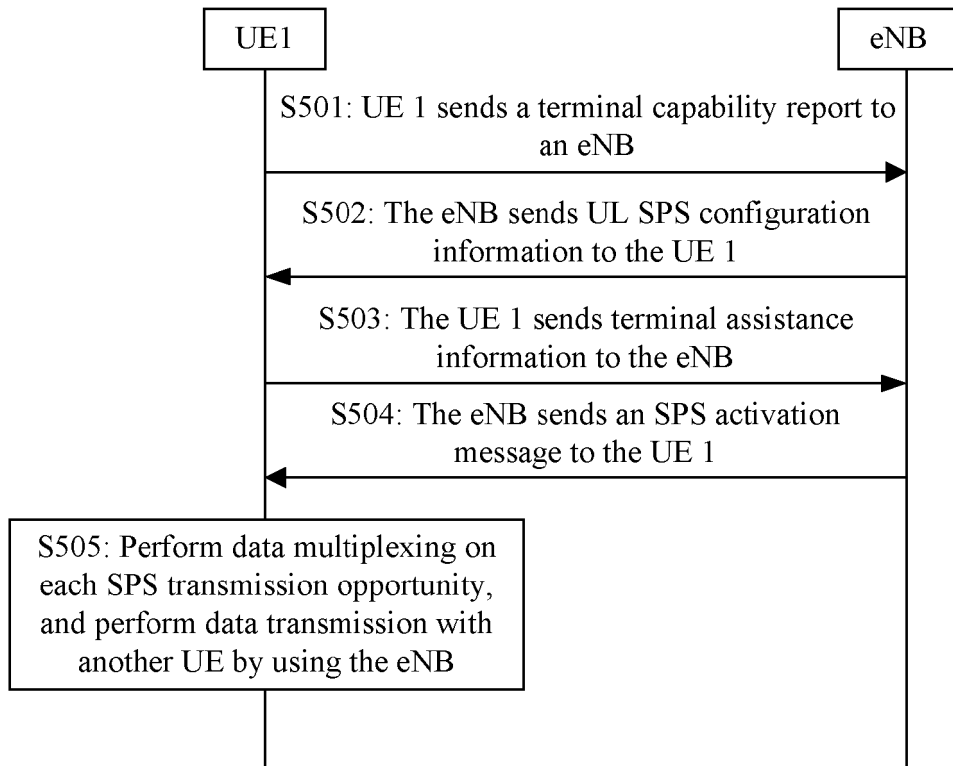 UE1
eNB
S501: UE 1 sends a terminal capability report to
an eNB
S502: The eNB sends UL SPS configuration
information to the UE 1
S503: The UE 1 sends terminal assistance
information to the eNB
S504: The eNB sends an SPS activation
message to the UE 1
S505: Perform data multiplexing on
each SPS transmission opportunity,
and perform data transmission with
another UE by using the eNB